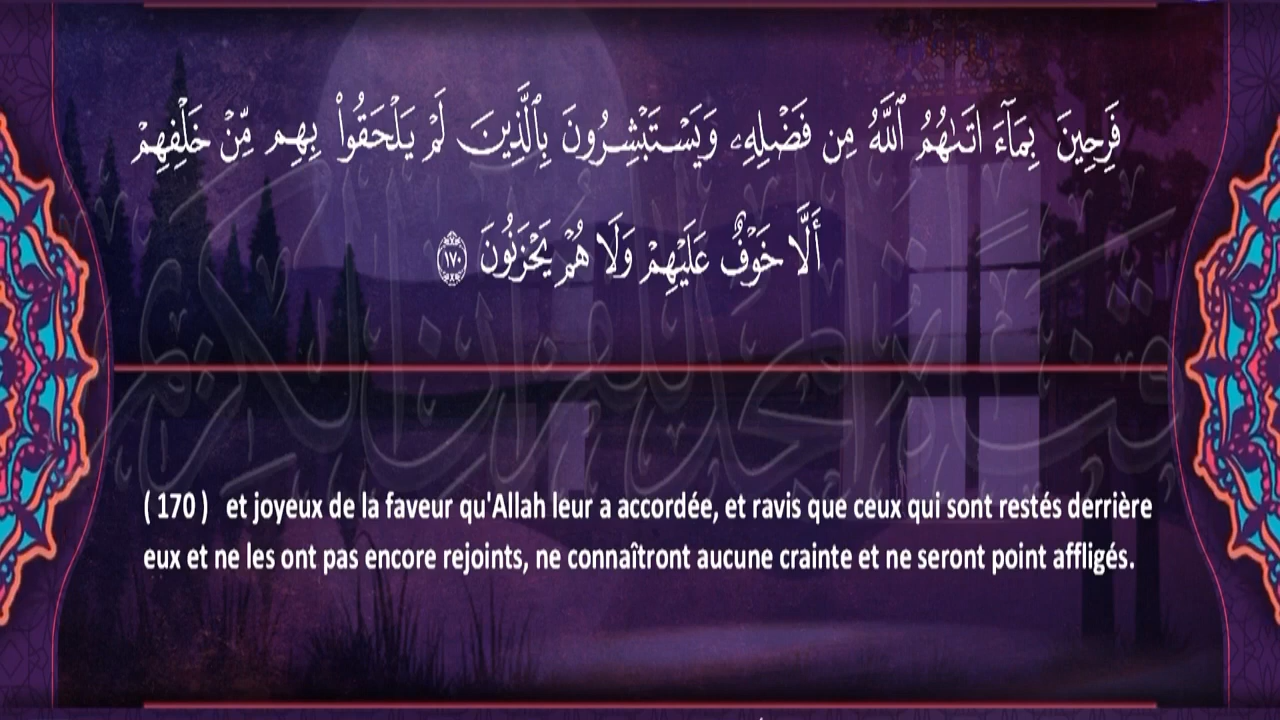 فَرِحِينَ بِمَآ ءَاتَىٰهُمُ ٱللَّهُ مِن فَضْلِهِۦ وَيَسْتَبْشِرُونَ بِٱلَّذِينَ لَمْ يَلْحَقُوا۟ بِهِم مِّنْ خَلْفِهِمْ
أَلَّا خَوْفٌ عَلَيْهِمْ وَلَا هُمْ يَحْزَنُونَ ١٧٠
( 170 ) et joyeux de la faveur qu'Allah leur a accordée, et ravis que ceux qui sont restés derrière
eux et ne les ont pas encore rejoints, ne connaîtront aucune crainte et ne seront point affligés.